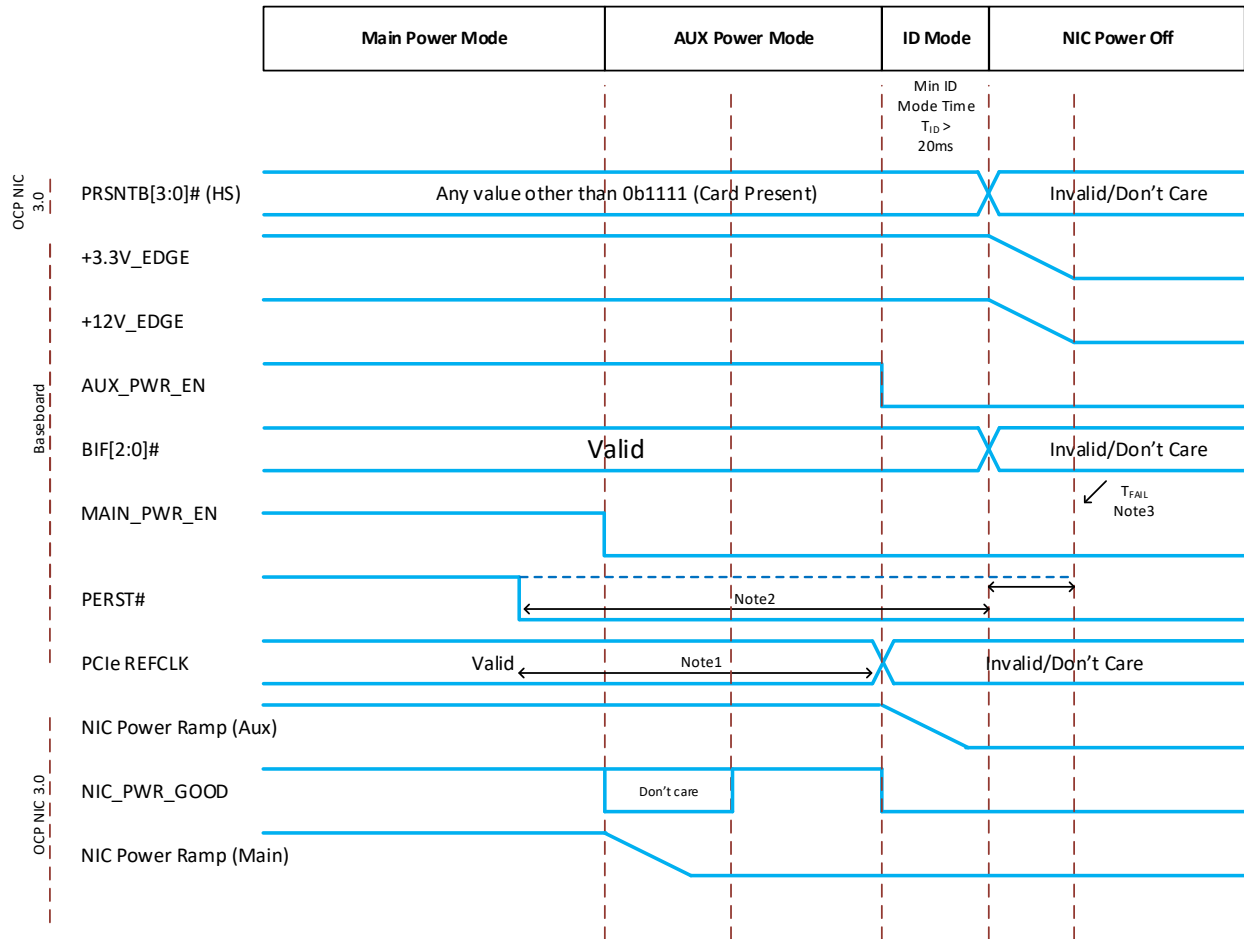 Main Power Mode
AUX Power Mode
ID Mode
NIC Power Off
Min ID
Mode Time
TID >
20ms
OCP NIC
3.0
PRSNTB[3:0]# (HS)
Any value other than 0b1111 (Card Present)
Invalid/Don't Care
+3.3V_EDGE
+12V_EDGE
AUX_PWR_EN
Baseboard
BIF[2:0]#
Valid
Invalid/Don't Care
TFAIL
Note3
MAIN_PWR_EN
PERST#
Note2
PCIe REFCLK
Valid
Note1
Invalid/Don't Care
NIC Power Ramp (Aux)
OCP NIC 3.0
NIC_PWR_GOOD
Don't care
NIC Power Ramp (Main)